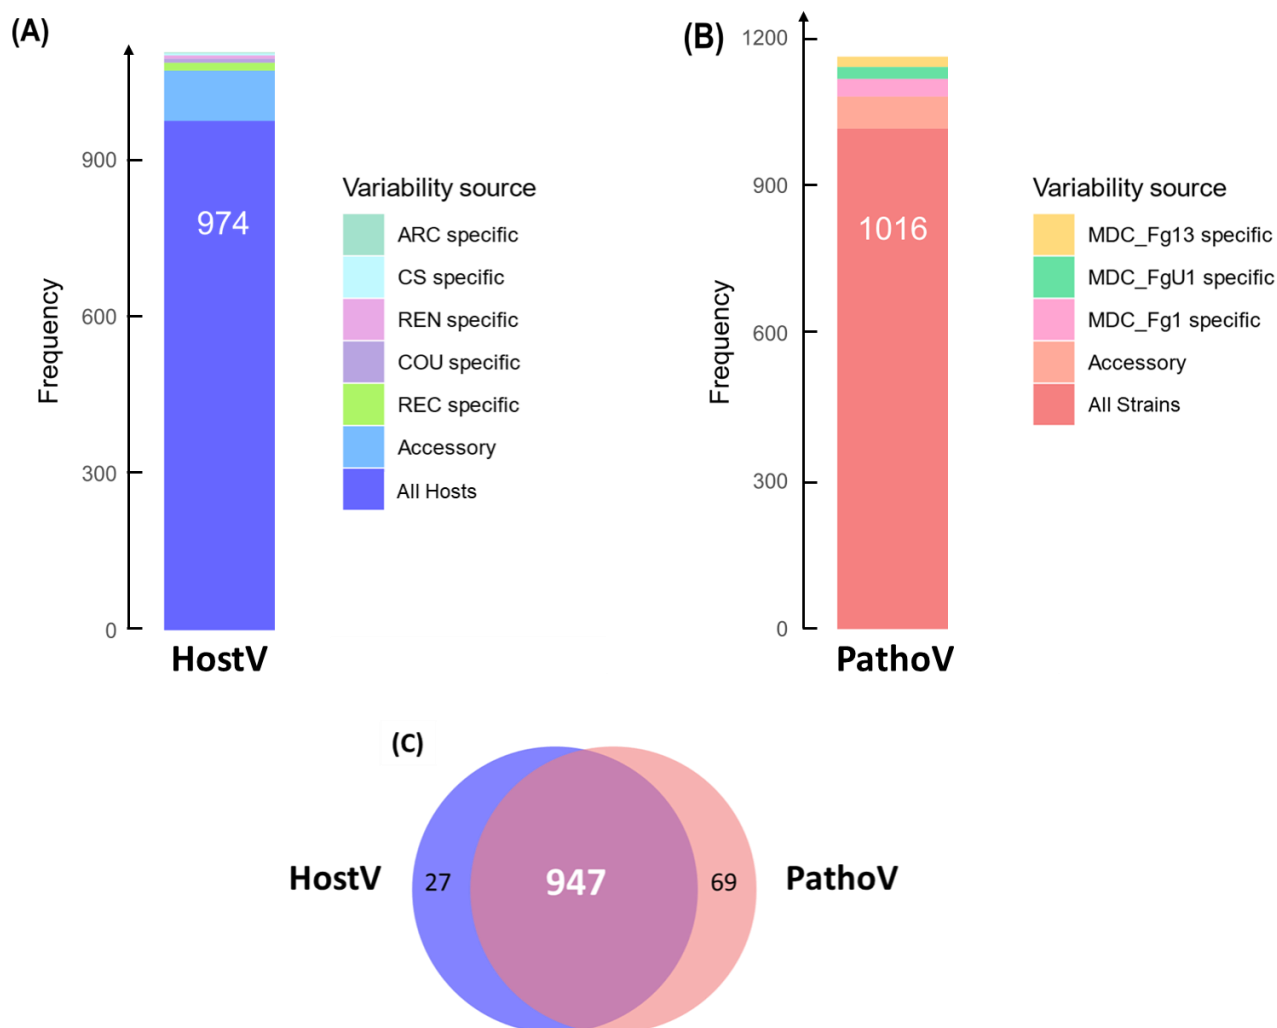 (A)
Frequency
900
600
300
0
974
HostV
Variability source
ARC specific
CS specific
REN specific
COU specific
REC specific
Accessory
All Hosts
(B)
Frequency
1200
900
600
300
0
1016
PathoV
Variability source
MDC_Fg13 specific
MDC_FgU1 specific
MDC_Fg1 specific
Accessory
All Strains
(C)
HostV 27 947 69 PathoV